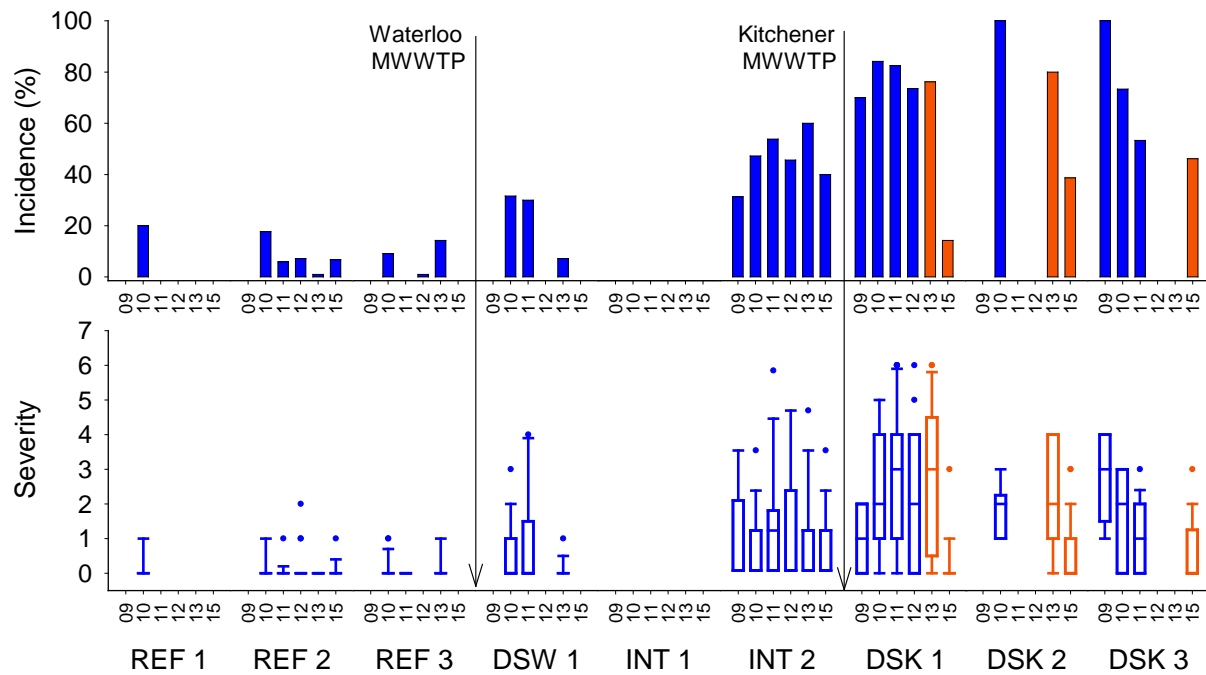 Incidence (%)
100
80
60
40
20
0
Waterloo
MWWTP
Kitchener
MWWTP
09 10 11 12 13 15 09 10 11 12 13 15 09 10 11 12 13 15 09 10 11 12 13 15 09 10 11 12 13 15 09 10 11 12 13 15 09 10 11 12 13 15 09 10 11 12 13 15 09 10 11 12 13 15
Severity
7
6
5
4
3
2
1
0
09 10 11 12 13 15 09 10 11 12 13 15 09 10 11 12 13 15 09 10 11 12 13 15 09 10 11 12 13 15 09 10 11 12 13 15 09 10 11 12 13 15 09 10 11 12 13 15 09 10 11 12 13 15
REF 1 REF 2 REF 3 DSW 1 INT 1 INT 2 DSK 1 DSK 2 DSK 3